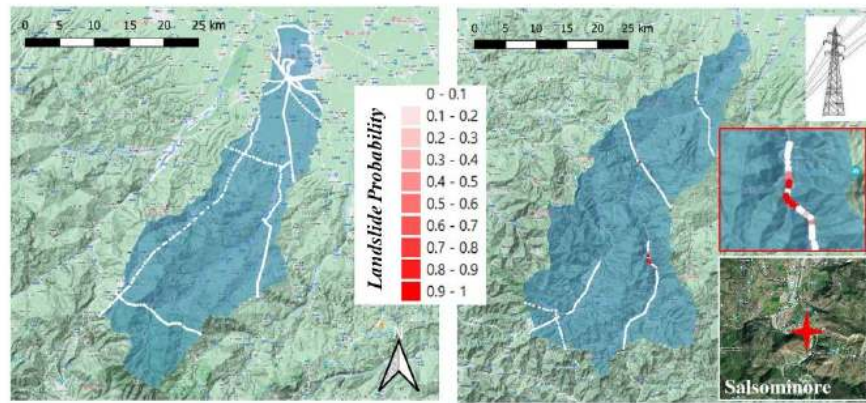 0 5 10 15 20 25 km
0 5 10 15 20 25 km
Landslide Probability
0 - 0.1
0.1 - 0.2
0.2 - 0.3
0.3 - 0.4
0.4 - 0.5
0.5 - 0.6
0.6 - 0.7
0.7 - 0.8
0.8 - 0.9
0.9 - 1
Salsominore